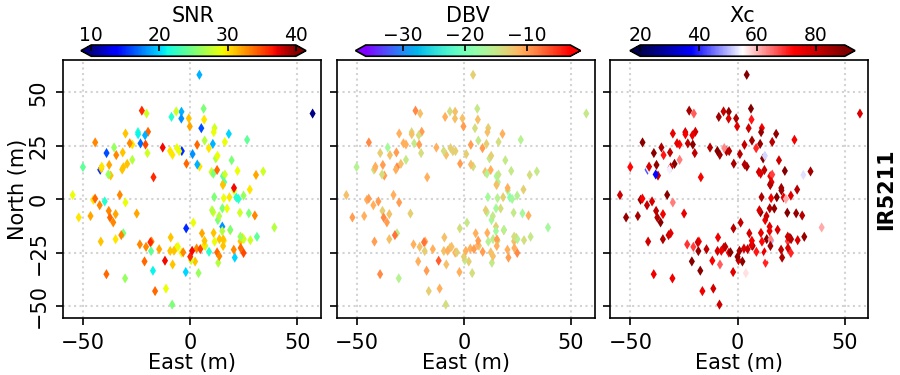 SNR DBV Xc
10 20 30 40 −30 −20 −10 20 40 60 80
50
25
0
−25
−50
North (m)
−50 0 50 −50 0 50 −50 0 50
East (m) East (m) East (m)
IR5211